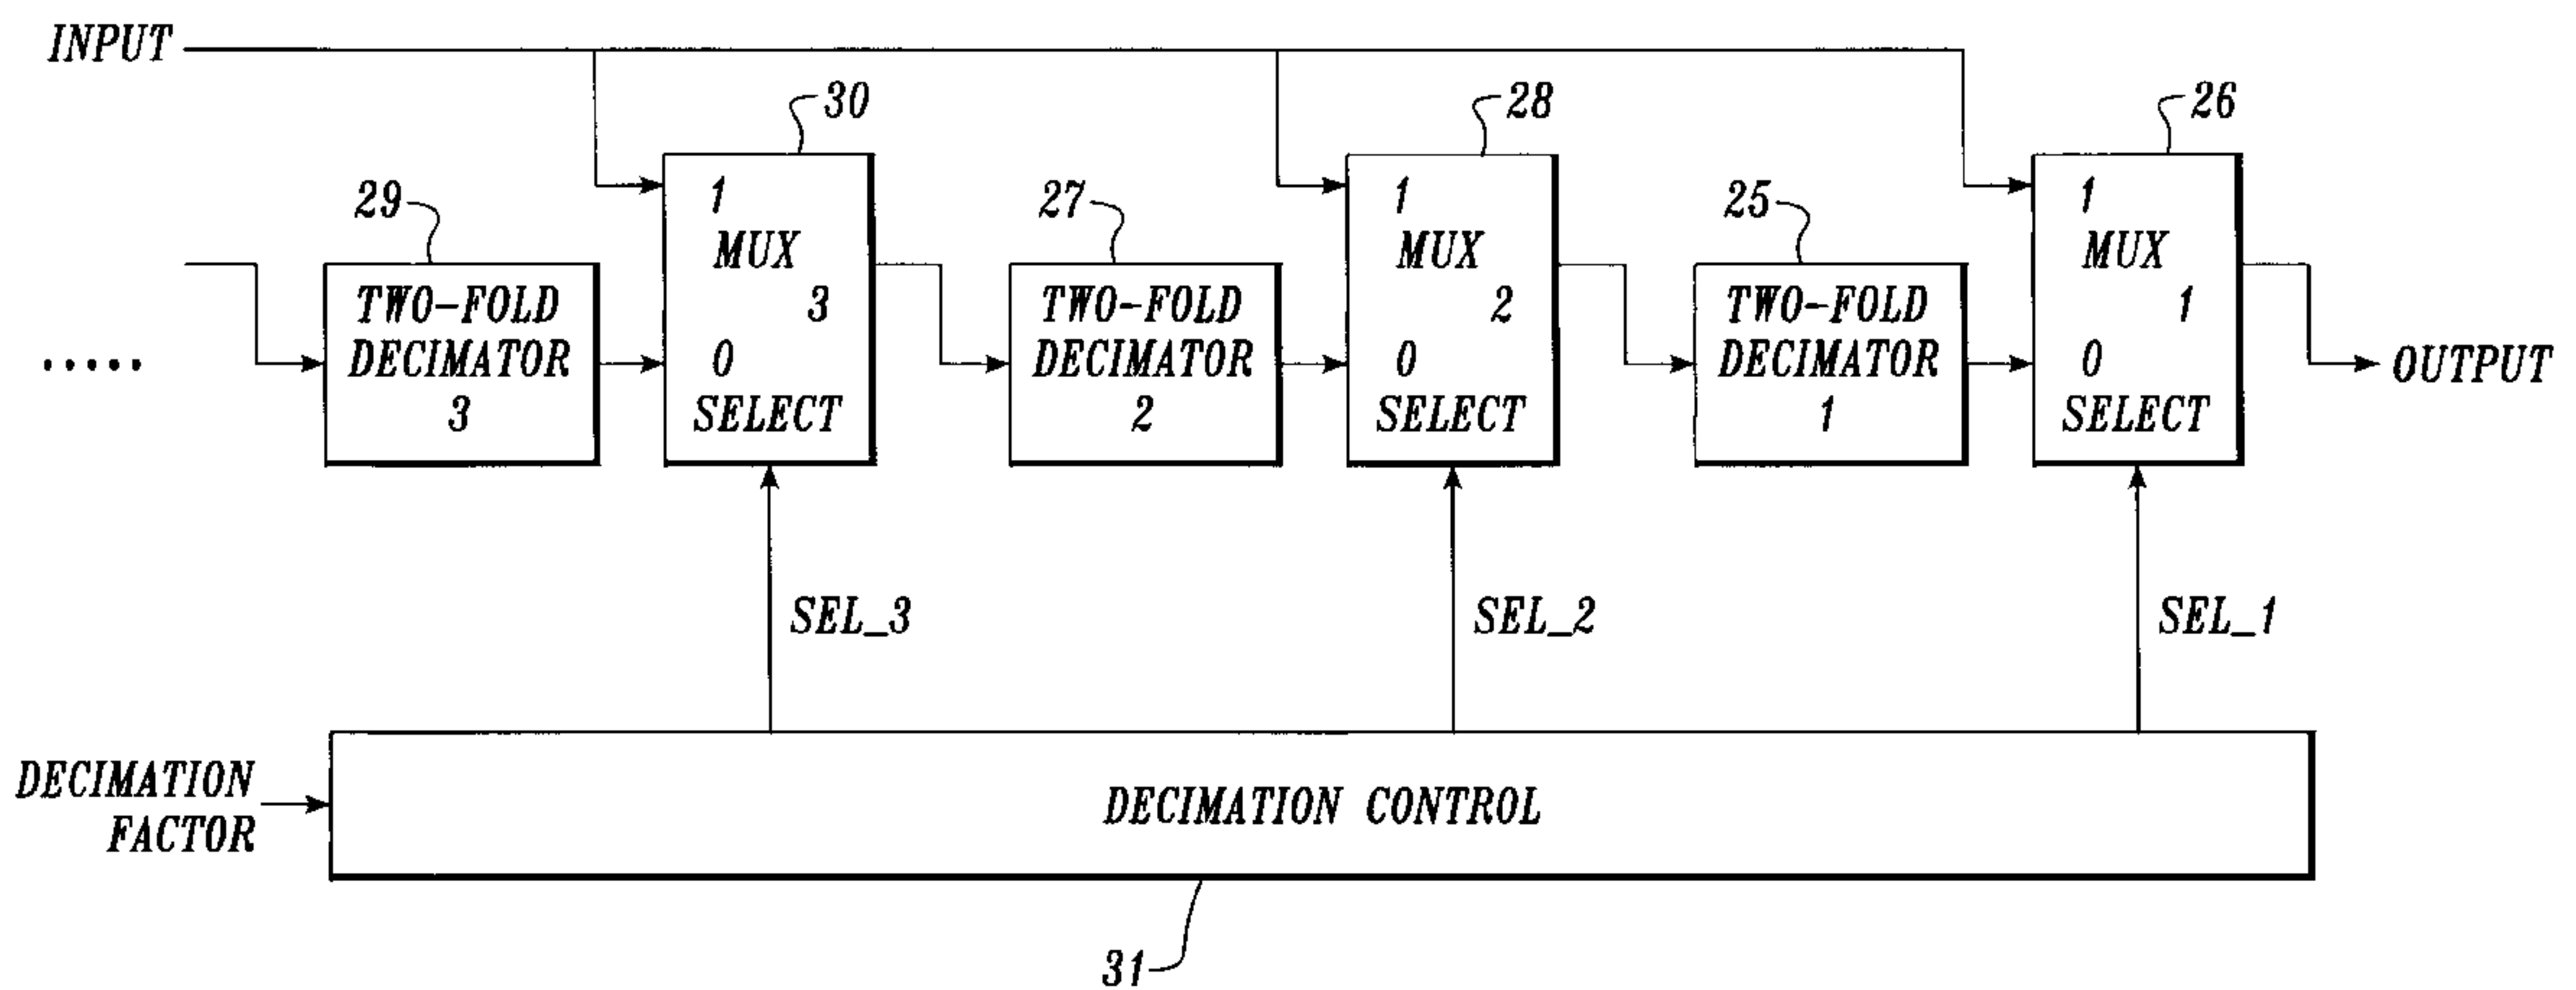 INPUT
30
28
26
29
27
25
1
MUX
3
0
SELECT
1
MUX
2
0
SELECT
1
MUX
1
0
SELECT
TWO-FOLD
DECIMATOR
3
TWO-FOLD
DECIMATOR
2
TWO-FOLD
DECIMATOR
1
.....
OUTPUT
SEL_3
SEL_2
SEL_1
DECIMATION
FACTOR
DECIMATION CONTROL
31